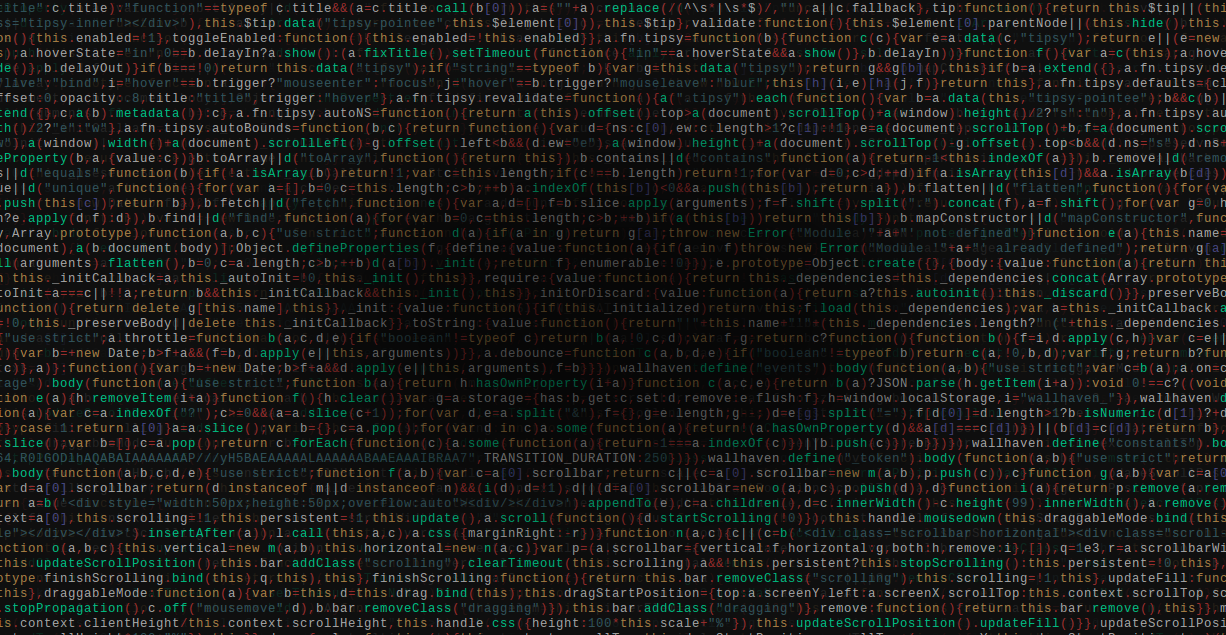 "title":"function"==typeof c.title&&(a=c.title.call(b[0])),a=(""+a).replace(/(^\s*|\s*$)/,""),a||c.fallback},tip:function(){return this.$tip||(th
="tipsy-inner"></div>'),this.$tip.data("tipsy-pointee",this.$element[0])),this.$tip},validate:function(){this.$element[0].parentNode||(this.hide(),this
on(){this.enabled=!1},toggleEnabled:function(){this.enabled=!this.enabled}},a.fn.tipsy=function(b){function c(c){var e=a.data(c,"tipsy");return e||(e=new
s);a.hoverState="in",0==b.delayIn?a.show():(a.fixTitle(),setTimeout(function(){"in"==a.hoverState&&a.show()},b.delayIn))}function f(){var a=c(this);a.hove
de()},b.delayOut)}if(b===!0)return this.data("tipsy");if("string"==typeof b){var g=this.data("tipsy");return g&&g[b](),this}if(b=a.extend({},a.fn.tipsy.de
"live":"bind",i="hover"==b.trigger?"mouseenter":"focus",j="hover"==b.trigger?"mouseleave":"blur";this[h](i,e)[h](j,f)}return this},a.fn.tipsy.defaults={cl
ffset:0,opacity:.8,title:"title",trigger:"hover"},a.fn.tipsy.revalidate=function(){a(".tipsy").each(function(){var b=a.data(this,"tipsy-pointee");b&&c(b)|
tend({},c,a(b).metadata()):c},a.fn.tipsy.autoNS=function(){return a(this).offset().top>a(document).scrollTop()+a(window).height()/2?"s":"n"},a.fn.tipsy.au
th()/2?"e":"w"},a.fn.tipsy.autoBounds=function(b,c){return function(){var d={ns:c[0],ew:c.length>1?c[1]:!1},e=a(document).scrollTop()+b,f=a(document).scro
w"),a(window).width()+a(document).scrollLeft()-g.offset().left<b&&(d.ew="e"),a(window).height()+a(document).scrollTop()-g.offset().top<b&&(d.ns="s"),d.ns+
eProperty(b,a,{value:c})}b.toArray||d("toArray",function(){return this}),b.contains||d("contains",function(a){return-1<this.indexOf(a)}),b.remove||d("remo
s||d("equals",function(b){if(!a.isArray(b))return!1;var c=this.length;if(c!==b.length)return!1;for(var d=0;c>d;++d)if(a.isArray(this[d])&&a.isArray(b[d]))
ue||d("unique",function(){for(var a=[],b=0,c=this.length;c>b;++b)a.indexOf(this[b])<0&&a.push(this[b]);return a}),b.flatten||d("flatten",function(){for(va
.push(this[c]);return b}),b.fetch||d("fetch",function e(){var a,d=[],f=b.slice.apply(arguments);f=f.shift().split(".").concat(f),a=f.shift();for(var g=0,h
h?e.apply(d,f):d}),b.find||d("find",function(a){for(var b=0,c=this.length;c>b;++b)if(a(this[b]))return this[b]}),b.mapConstructor||d("mapConstructor",func
y,Array.prototype),function(a,b,c){"use strict";function d(a){if(a in g)return g[a];throw new Error("Module '"+a+"' not defined")}function e(a){this.name=
document),a(b.document.body)];Object.defineProperties(f,{define:{value:function(a){if(a in f)throw new Error("Module '"+a+"' already defined");return g[a]
ll(arguments).flatten(),b=0,c=a.length;c>b;++b)d(a[b])._init();return f},enumerable:!0}}),e.prototype=Object.create({},{body:{value:function(a){return thi
n this._initCallback=a,this._autoInit=!0,this._init(),this}},require:{value:function(){return this._dependencies=this._dependencies.concat(Array.prototype
toInit=a===c||!!a;return b&&this._initCallback&&this._init(),this}},initOrDiscard:{value:function(a){return a?this.autoinit():this._discard()}},preserveBo
function(){return delete g[this.name],this}},_init:{value:function(){if(this._initialized)return this;f.load(this._dependencies);var a=this._initCallback.a
=!0,this._preserveBody||delete this._initCallback}},toString:{value:function(){return"!"+this.name+"!"+(this._dependencies.length?" ("+this._dependencies.
"use strict";a.throttle=function b(a,c,d,e){if("boolean"!=typeof c)return b(a,!0,c,d);var f,g;return c?function(){function b(){f=i,d.apply(c,h)}var c=e||
(){var b=+new Date;b>f+a&&(f=b,d.apply(e||this,arguments))}},a.debounce=function c(a,b,d,e){if("boolean"!=typeof b)return c(a,!0,b,d);var f,g;return b?fun
c)},a)}:function(){var b=+new Date;b>f+a&&d.apply(e||this,arguments),f=b}}}),wallhaven.define("events").body(function(a,b){"use strict";var c=b(a);a.on=c
rage").body(function(a){"use strict";function b(a){return h.hasOwnProperty(i+a)}function c(a,c,e){return b(a)?JSON.parse(h.getItem(i+a)):void 0!==c?((void
function e(a){h.removeItem(i+a)}function f(){h.clear()}var g=a.storage={has:b,get:c,set:d,remove:e,flush:f},h=window.localStorage,i="wallhaven_"}),wallhaven.d
ion(a){var c=a.indexOf("?");c>=0&&(a=a.slice(c+1));for(var d,e=a.split("&"),f={},g=e.length;g--;)d=e[g].split("="),f[d[0]]=d.length>1?b.isNumeric(d[1])?+d
{};case 1:return a[0]}a=a.slice();var b={},c=a.pop();for(var d in c)a.some(function(a){return!(a.hasOwnProperty(d)&&a[d]===c[d])})||(b[d]=c[d]);return b},
.slice();var b=[],c=a.pop();return c.forEach(function(c){a.some(function(a){return-1===a.indexOf(c)})||b.push(c)}),b}}}),wallhaven.define("constants").bo
64,R0lGODlhAQABAIAAAAAAAP///yH5BAEAAAAALAAAAAABAAEAAAIBRAA7",TRANSITION_DURATION:250}}),wallhaven.define("_token").body(function(a,b){"use strict";return
.body(function(a,b,c,d,e){"use strict";function f(a,b){var c=a[0].scrollbar;return c||(c=a[0].scrollbar=new m(a,b),p.push(c)),c}function g(a,b){var c=a[0
ar d=a[0].scrollbar;return(d instanceof m||d instanceof n)&&(i(d),d=!1),d||(d=a[0].scrollbar=new o(a,b,c),p.push(d)),d}function i(a){return p.remove(a.rem
urn a=b('<div style="width:50px;height:50px;overflow:auto"><div/></div>').appendTo(e),c=a.children(),d=c.innerWidth()-c.height(99).innerWidth(),a.remove()
text=a[0],this.scrolling=!1,this.persistent=!1,this.update(),a.scroll(function(){d.startScrolling(!0)}),this.handle.mousedown(this.draggableMode.bind(this
le"></div></div>').insertAfter(a)),l.call(this,a,c),a.css({marginRight:-r})}function n(a,c){c||(c=b('<div class="scrollbar horizontal"><div class="scroll-
nction o(a,b,c){this.vertical=new m(a,b),this.horizontal=new n(a,c)}var p=(a.scrollbar={vertical:f,horizontal:g,both:h,remove:i},[]),q=1e3,r=a.scrollbarWi
this.updateScrollPosition(),this.bar.addClass("scrolling"),clearTimeout(this.scrolling),a&&!this.persistent?this.stopScrolling():this.persistent=!0,this},
otype.finishScrolling.bind(this),q,this),this},finishScrolling:function(){return this.bar.removeClass("scrolling"),this.scrolling=!1,this},updateFill:func
this},draggableMode:function(a){var b=this,d=this.drag.bind(this);this.dragStartPosition={top:a.screenY,left:a.screenX,scrollTop:this.context.scrollTop,sc
.stopPropagation(),c.off("mousemove",d),b.bar.removeClass("dragging")}),this.bar.addClass("dragging")},remove:function(){return this.bar.remove(),this}},m
is.context.clientHeight/this.context.scrollHeight,this.handle.css({height:100*this.scale+"%"}),this.updateScrollPosition().updateFill()}},updateScrollPosi